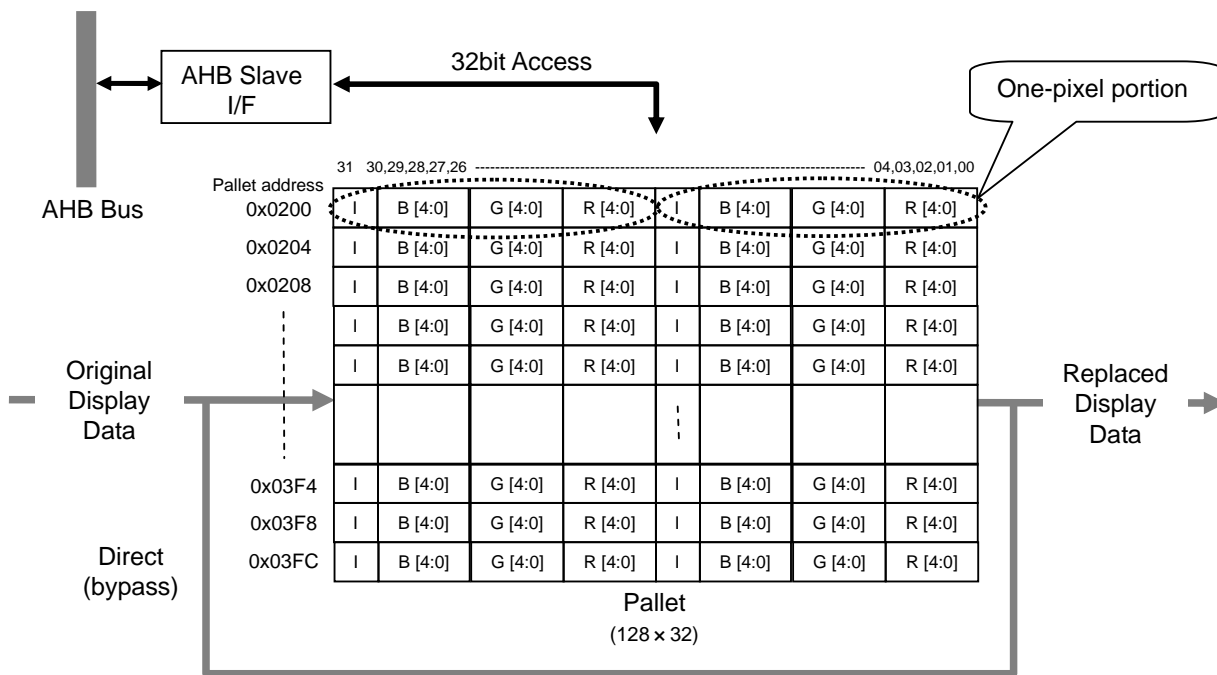 AHB Slave
I/F
32bit Access
One-pixel portion
AHB Bus
31 30,29,28,27,26 04,03,02,01,00
Pallet address
0x0200 I B [4:0] G [4:0] R [4:0] I B [4:0] G [4:0] R [4:0]
0x0204 I B [4:0] G [4:0] R [4:0] I B [4:0] G [4:0] R [4:0]
0x0208 I B [4:0] G [4:0] R [4:0] I B [4:0] G [4:0] R [4:0]
I B [4:0] G [4:0] R [4:0] I B [4:0] G [4:0] R [4:0]
I B [4:0] G [4:0] R [4:0] I B [4:0] G [4:0] R [4:0]
Original
Display
Data
Replaced
Display
Data
0x03F4 I B [4:0] G [4:0] R [4:0] I B [4:0] G [4:0] R [4:0]
0x03F8 I B [4:0] G [4:0] R [4:0] I B [4:0] G [4:0] R [4:0]
0x03FC I B [4:0] G [4:0] R [4:0] I B [4:0] G [4:0] R [4:0]
Direct
(bypass)
Pallet
(128 × 32)